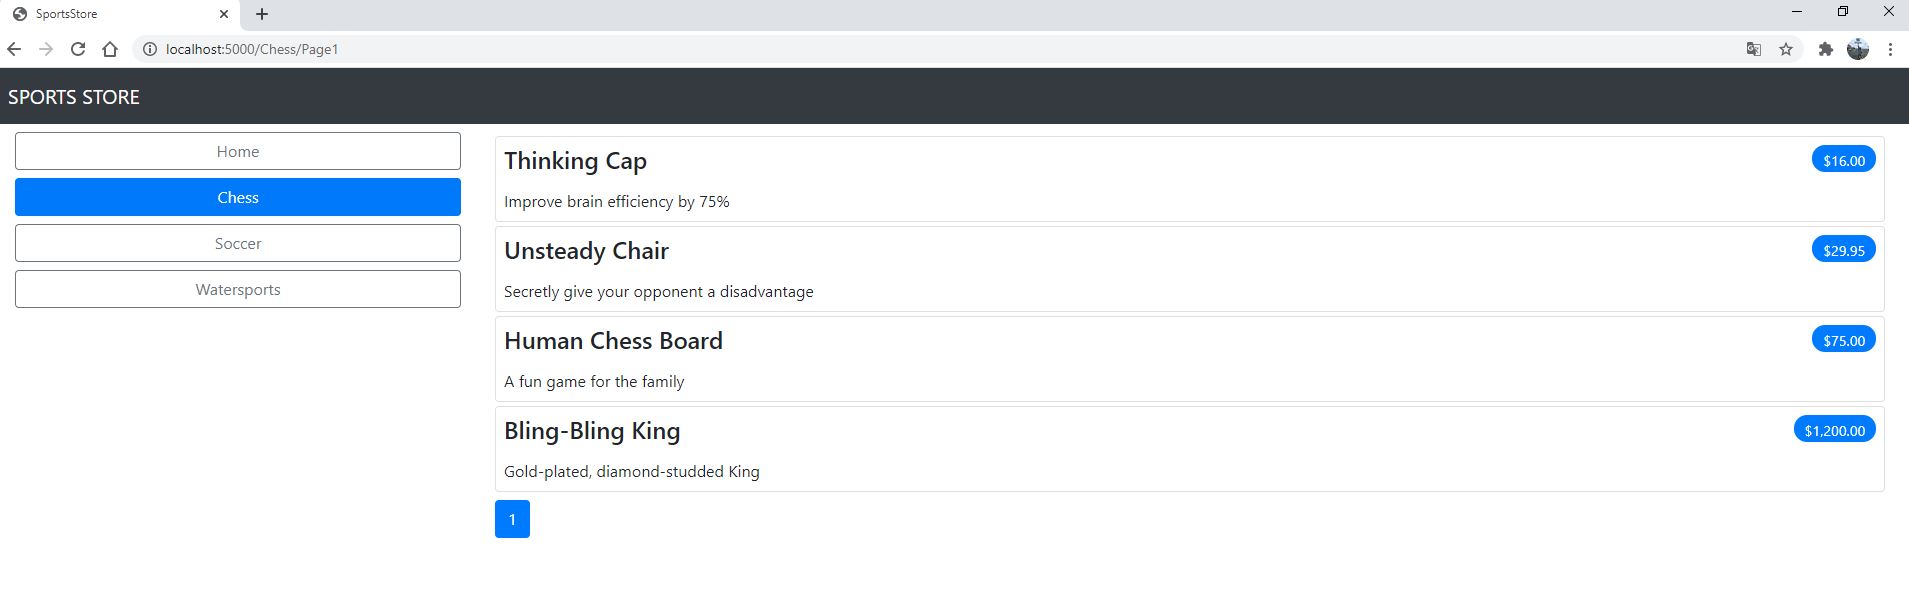 SportsStore
localhost:5000/Chess/Page1
SPORTS STORE
Home
Chess
Soccer
Watersports
Thinking Cap
$16.00
Improve brain efficiency by 75%
Unsteady Chair
$29.95
Secretly give your opponent a disadvantage
Human Chess Board
$75.00
A fun game for the family
Bling-Bling King
$1,200.00
Gold-plated, diamond-studded King
1